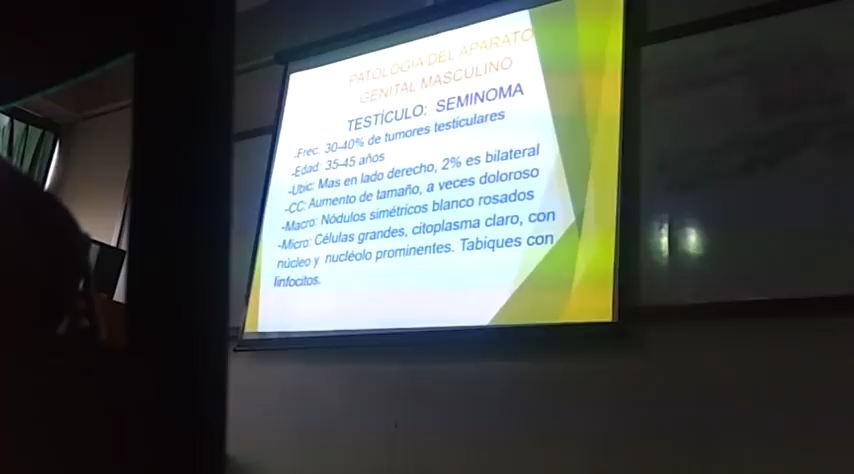 PATOLOGIA DEL APARATO
GENITAL MASCULINO
TESTÍCULO: SEMINOMA
-Frec. 30-40% de tumores testiculares
-Edad: 35-45 años
-Ubic: Mas en lado derecho, 2% es bilateral
-CC: Aumento de tamaño, a veces doloroso
-Macro: Nódulos simétricos blanco rosados
-Micro: Células grandes, citoplasma claro, con
núcleo y nucléolo prominentes. Tabiques con
linfocitos.